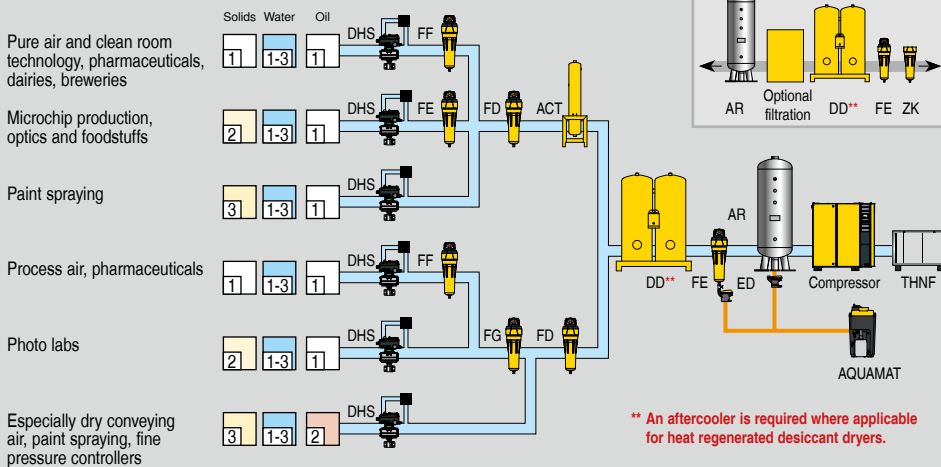 Solids Water Oil
Pure air and clean room
technology, pharmaceuticals,
dairies, breweries
1 1-3 1
DHS FF
Microchip production,
optics and foodstuffs
2 1-3 1
DHS FE FD ACT
Paint spraying
3 1-3 1
DHS
Process air, pharmaceuticals
1 1-3 1
DHS FF
Photo labs
2 1-3 1
DHS FG FD
Especially dry conveying
air, paint spraying, fine
pressure controllers
3 1-3 2
DHS
AR Optional
filtration DD** FE ZK
AR
DD** FE ED Compressor THNF
AQUAMAT
** An aftercooler is required where applicable
for heat regenerated desiccant dryers.